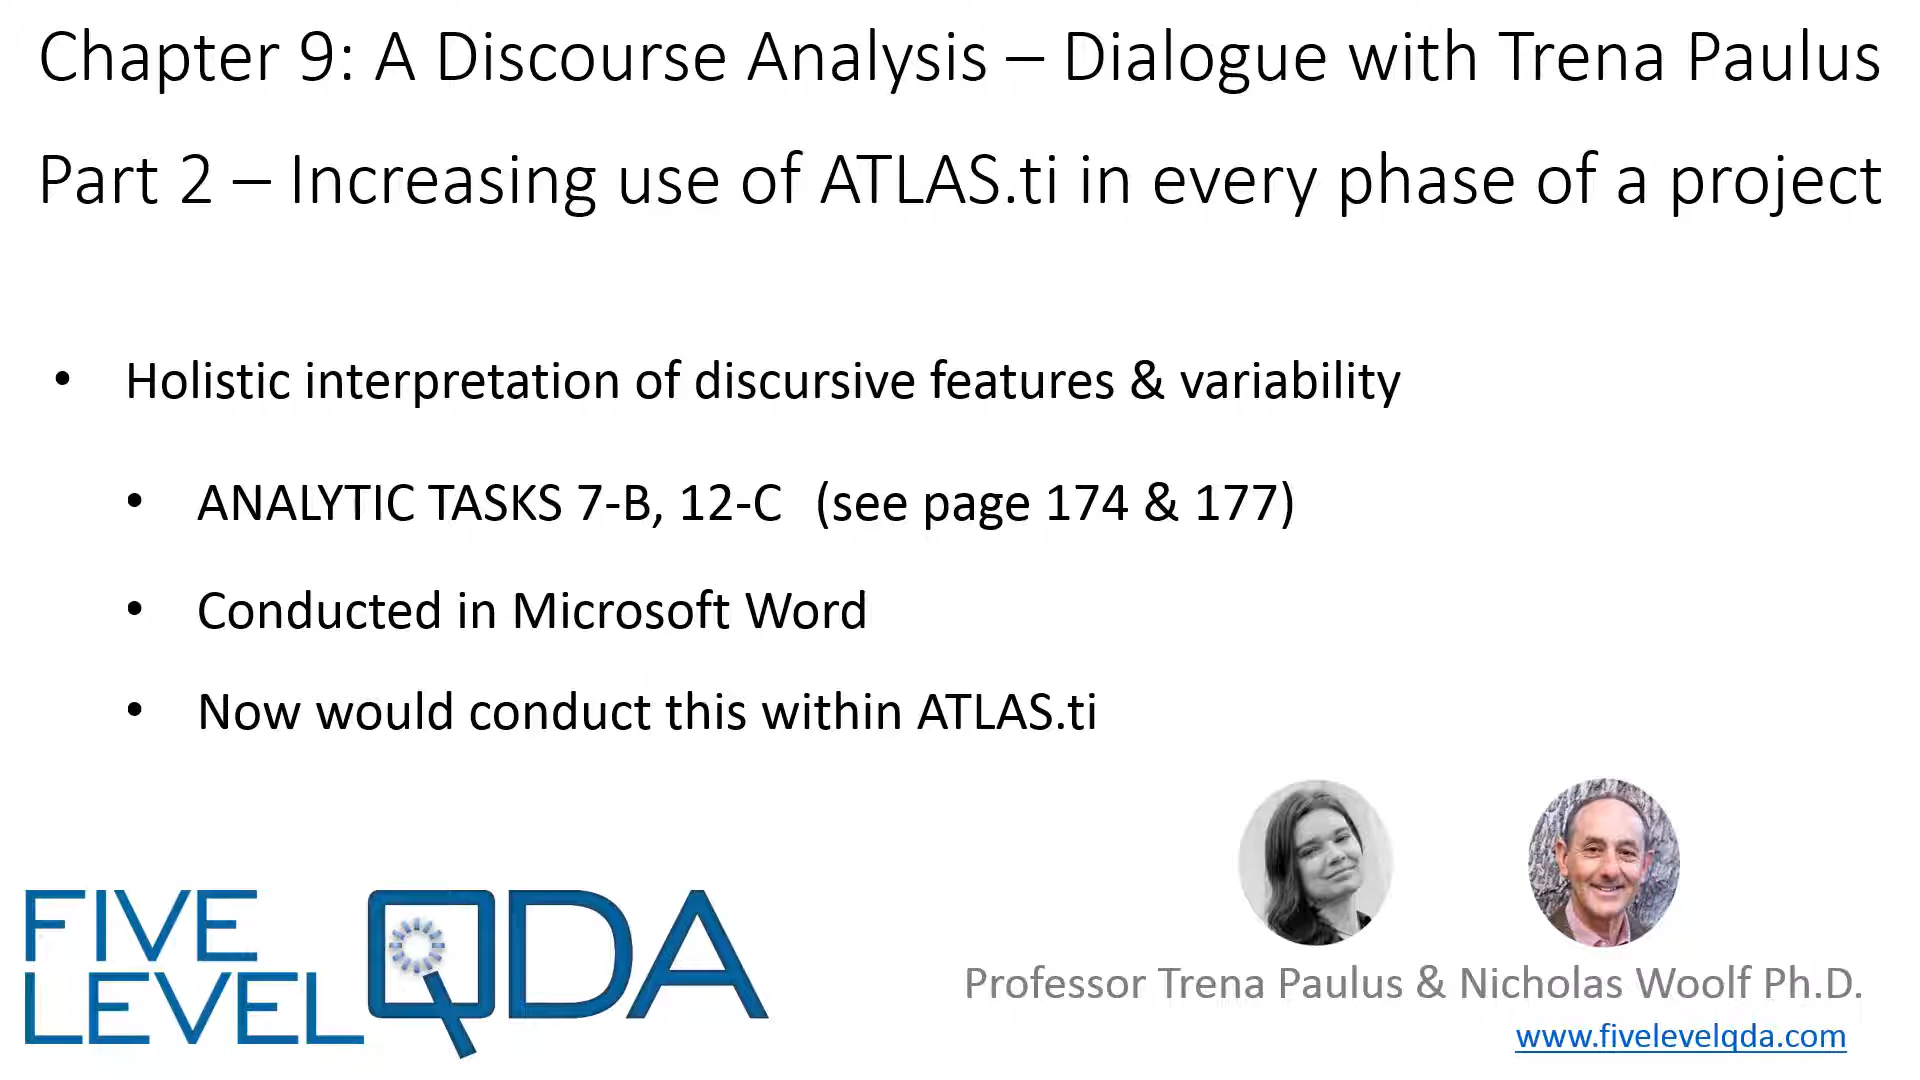 Chapter 9: A Discourse Analysis – Dialogue with Trena Paulus
Part 2 – Increasing use of ATLAS.ti in every phase of a project
• Holistic interpretation of discursive features & variability
• ANALYTIC TASKS 7-B, 12-C (see page 174 & 177)
• Conducted in Microsoft Word
• Now would conduct this within ATLAS.ti
FIVE LEVEL QDA
Professor Trena Paulus & Nicholas Woolf Ph.D.
www.fivelevelqda.com